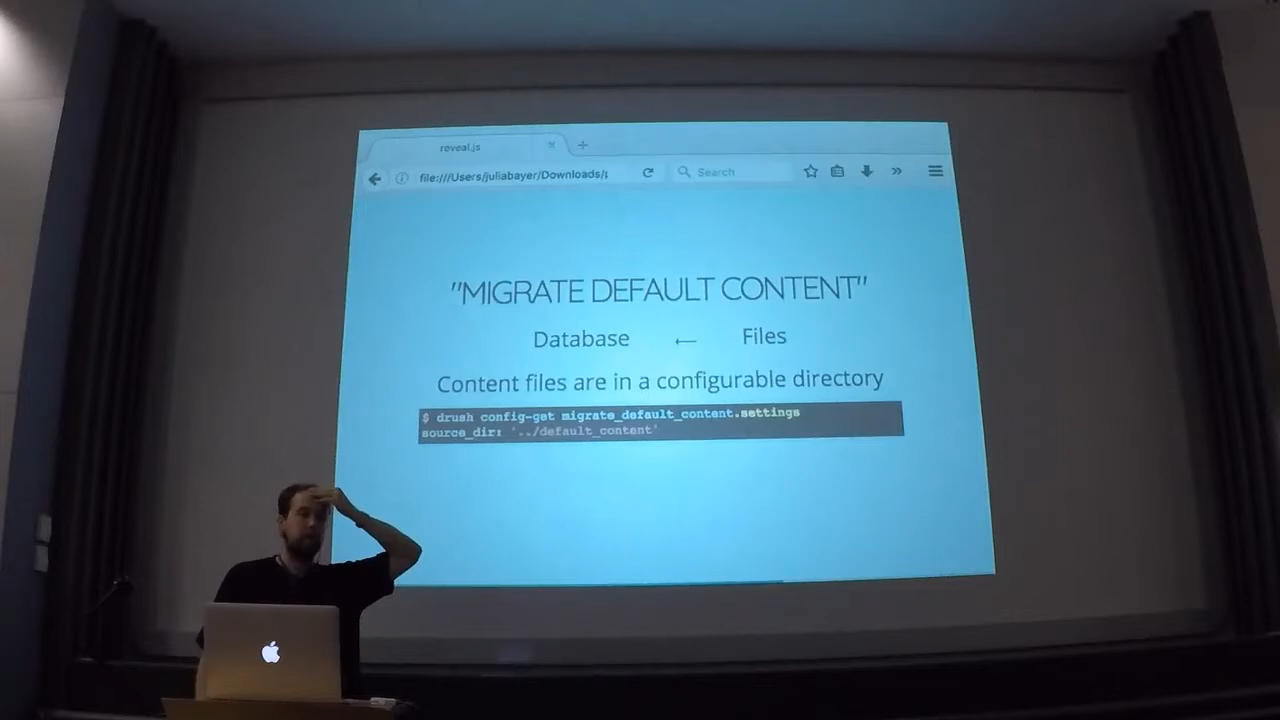 reveal.js
file:///Users/juliabayer/Downloads/
Search
"MIGRATE DEFAULT CONTENT"
Database ← Files
Content files are in a configurable directory
$ drush config-get migrate_default_content.settings
source_dir: '../default_content'